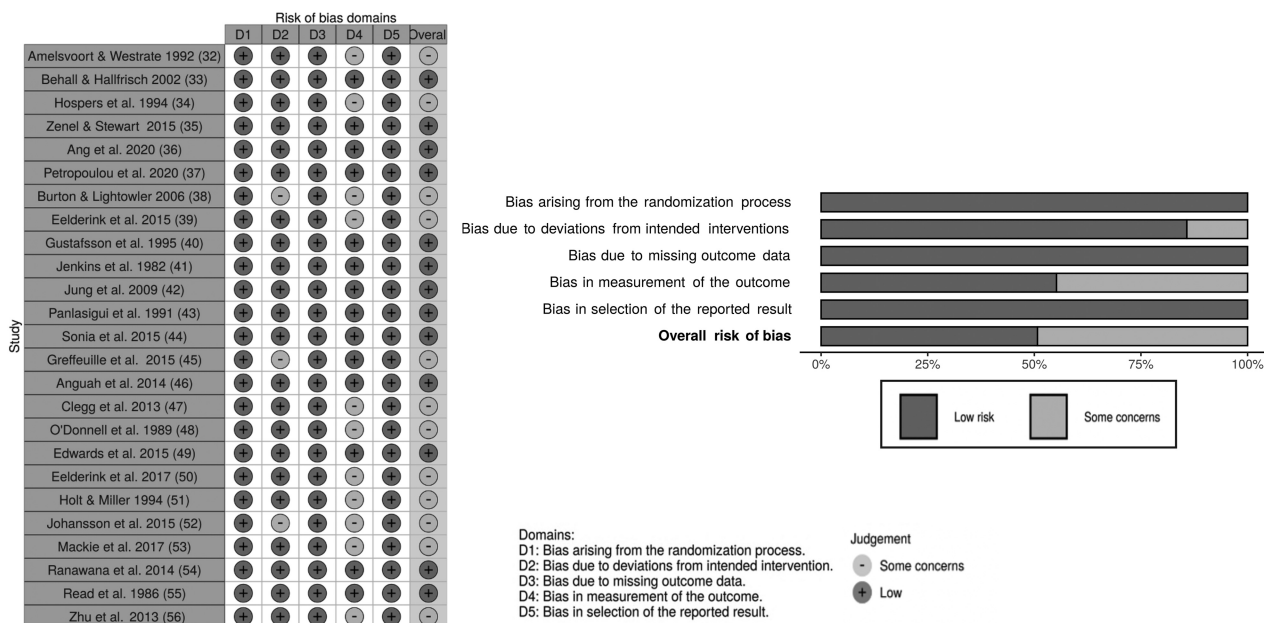 Risk of bias domains
D1 D2 D3 D4 D5 Overal
Study
Amelsvoort & Westrate 1992 (32) + + + - + -
Behall & Hallfrisch 2002 (33) + + + + + +
Hospers et al. 1994 (34) + + + - + -
Zenel & Stewart 2015 (35) + + + + + +
Ang et al. 2020 (36) + + + + + +
Petropoulou et al. 2020 (37) + + + + + +
Burton & Lightowler 2006 (38) + - + - + -
Eelderink et al. 2015 (39) + + + - + -
Gustafsson et al. 1995 (40) + + + + + +
Jenkins et al. 1982 (41) + + + + + +
Jung et al. 2009 (42) + + + + + +
Panlasigui et al. 1991 (43) + + + + + +
Sonia et al. 2015 (44) + + + + + +
Greffeuille et al. 2015 (45) + - + + + -
Anguah et al. 2014 (46) + + + + + +
Clegg et al. 2013 (47) + + + - + -
O'Donnell et al. 1989 (48) + + + - + -
Edwards et al. 2015 (49) + + + + + +
Eelderink et al. 2017 (50) + + + - + -
Holt & Miller 1994 (51) + + + - + -
Johansson et al. 2015 (52) + - + - + -
Mackie et al. 2017 (53) + + + - + -
Ranawana et al. 2014 (54) + + + + + +
Read et al. 1986 (55) + + + + + +
Zhu et al. 2013 (56) + + + - + -
Bias arising from the randomization process
Bias due to deviations from intended interventions
Bias due to missing outcome data
Bias in measurement of the outcome
Bias in selection of the reported result
Overall risk of bias
0% 25% 50% 75% 100%
Low risk Some concerns
Domains:
D1: Bias arising from the randomization process.
D2: Bias due to deviations from intended intervention.
D3: Bias due to missing outcome data.
D4: Bias in measurement of the outcome.
D5: Bias in selection of the reported result.
Judgement
- Some concerns
+ Low